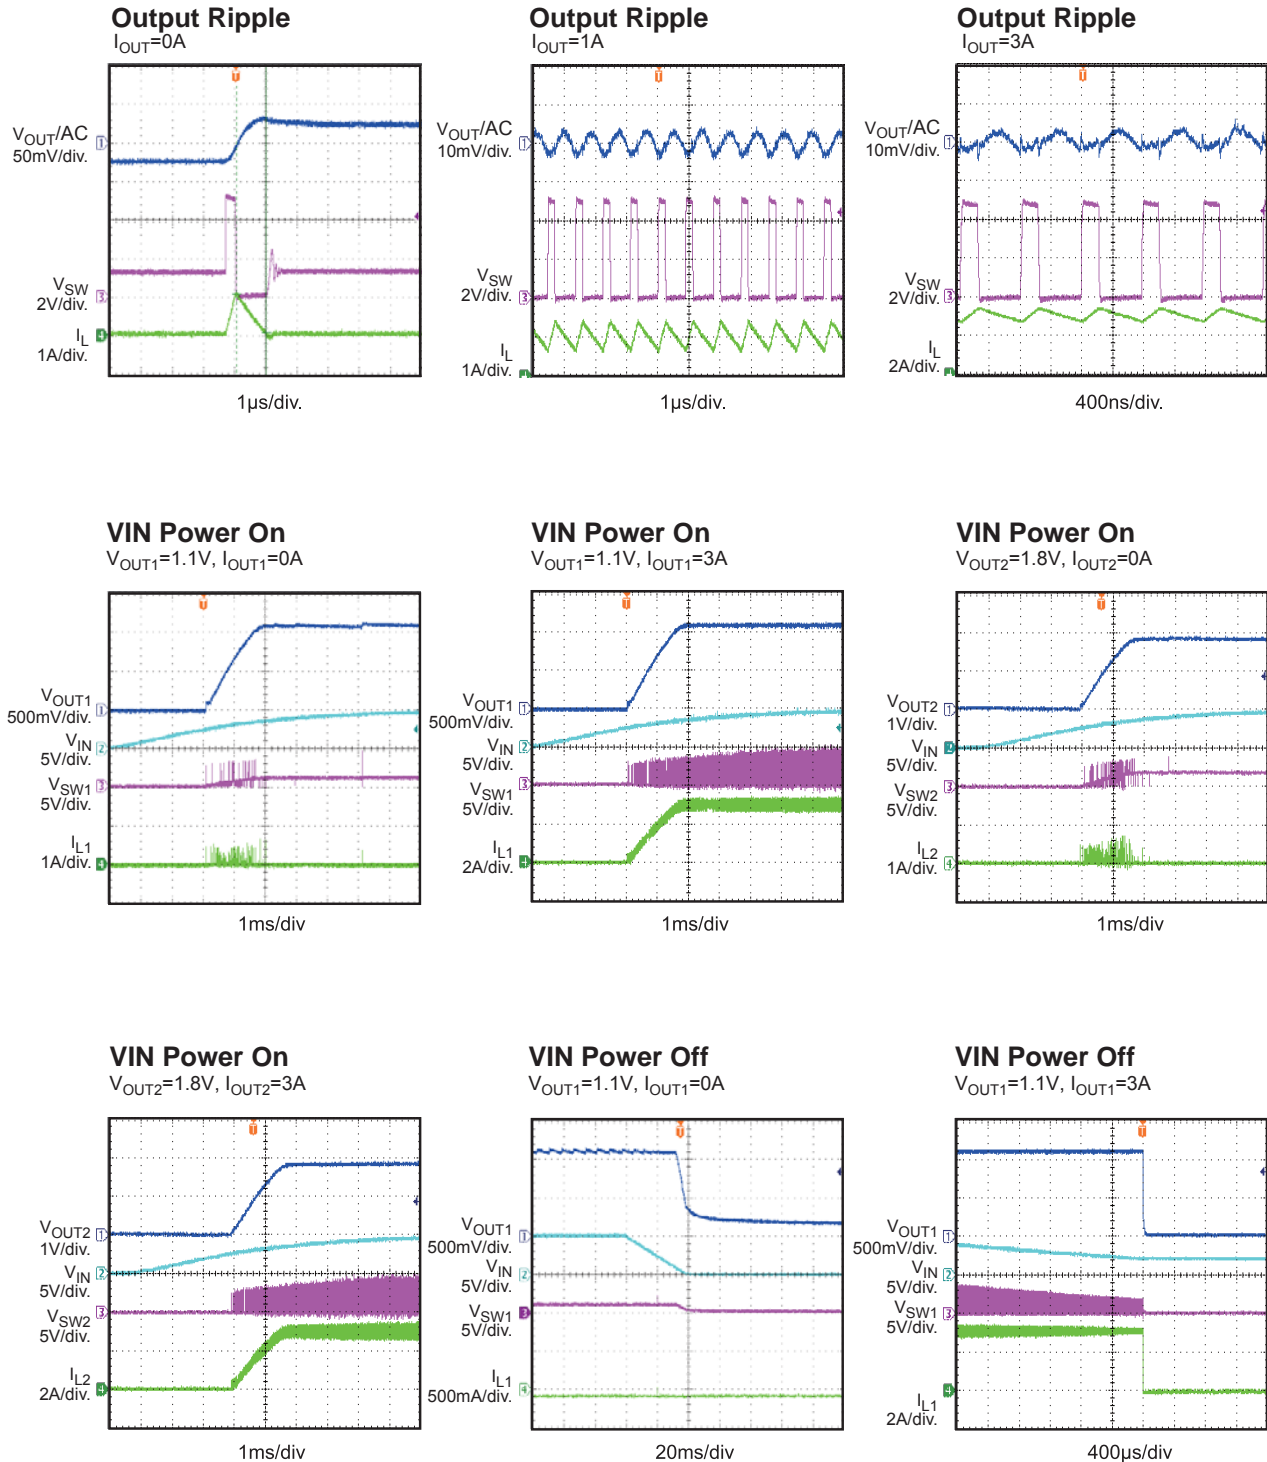 Output Ripple
IOUT=0A
VOUT/AC
50mV/div.
VSW
2V/div.
IL
1A/div.
1µs/div.
Output Ripple
IOUT=1A
VOUT/AC
10mV/div.
VSW
2V/div.
IL
1A/div.
1µs/div.
Output Ripple
IOUT=3A
VOUT/AC
10mV/div.
VSW
2V/div.
IL
2A/div.
400ns/div.
VIN Power On
VOUT1=1.1V, IOUT1=0A
VOUT1
500mV/div.
VIN
5V/div.
VSW1
5V/div.
IL1
1A/div.
1ms/div
VIN Power On
VOUT1=1.1V, IOUT1=3A
VOUT1
500mV/div.
VIN
5V/div.
VSW1
5V/div.
IL1
2A/div.
1ms/div
VIN Power On
VOUT2=1.8V, IOUT2=0A
VOUT2
1V/div.
VIN
5V/div.
VSW2
5V/div.
IL2
1A/div.
1ms/div
VIN Power On
VOUT2=1.8V, IOUT2=3A
VOUT2
1V/div.
VIN
5V/div.
VSW2
5V/div.
IL2
2A/div.
1ms/div
VIN Power Off
VOUT1=1.1V, IOUT1=0A
VOUT1
500mV/div.
VIN
5V/div.
VSW1
5V/div.
IL1
500mA/div.
20ms/div
VIN Power Off
VOUT1=1.1V, IOUT1=3A
VOUT1
500mV/div.
VIN
5V/div.
VSW1
5V/div.
IL1
2A/div.
400µs/div